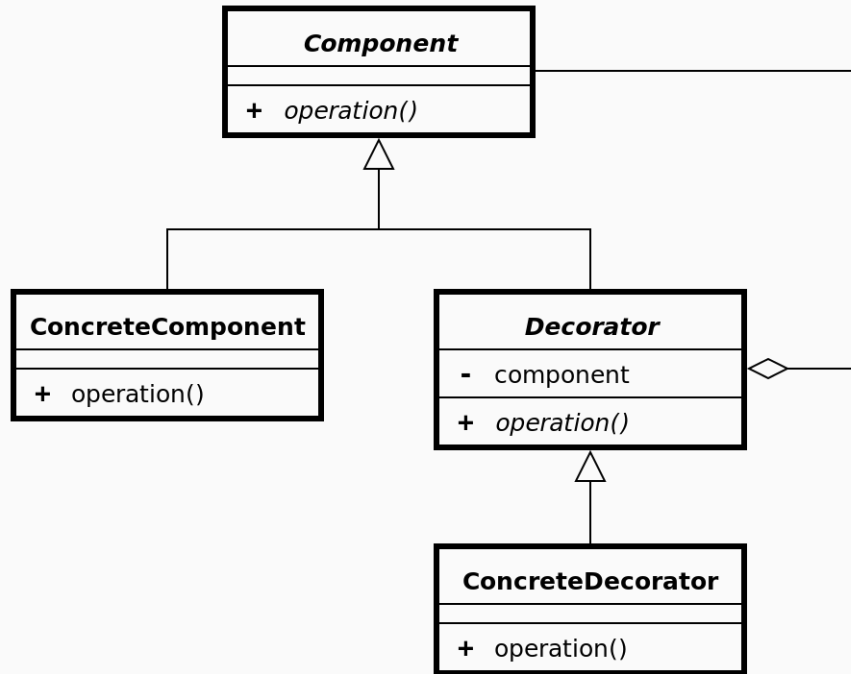 Component
+ operation()
ConcreteComponent
+ operation()
Decorator
- component
+ operation()
ConcreteDecorator
+ operation()